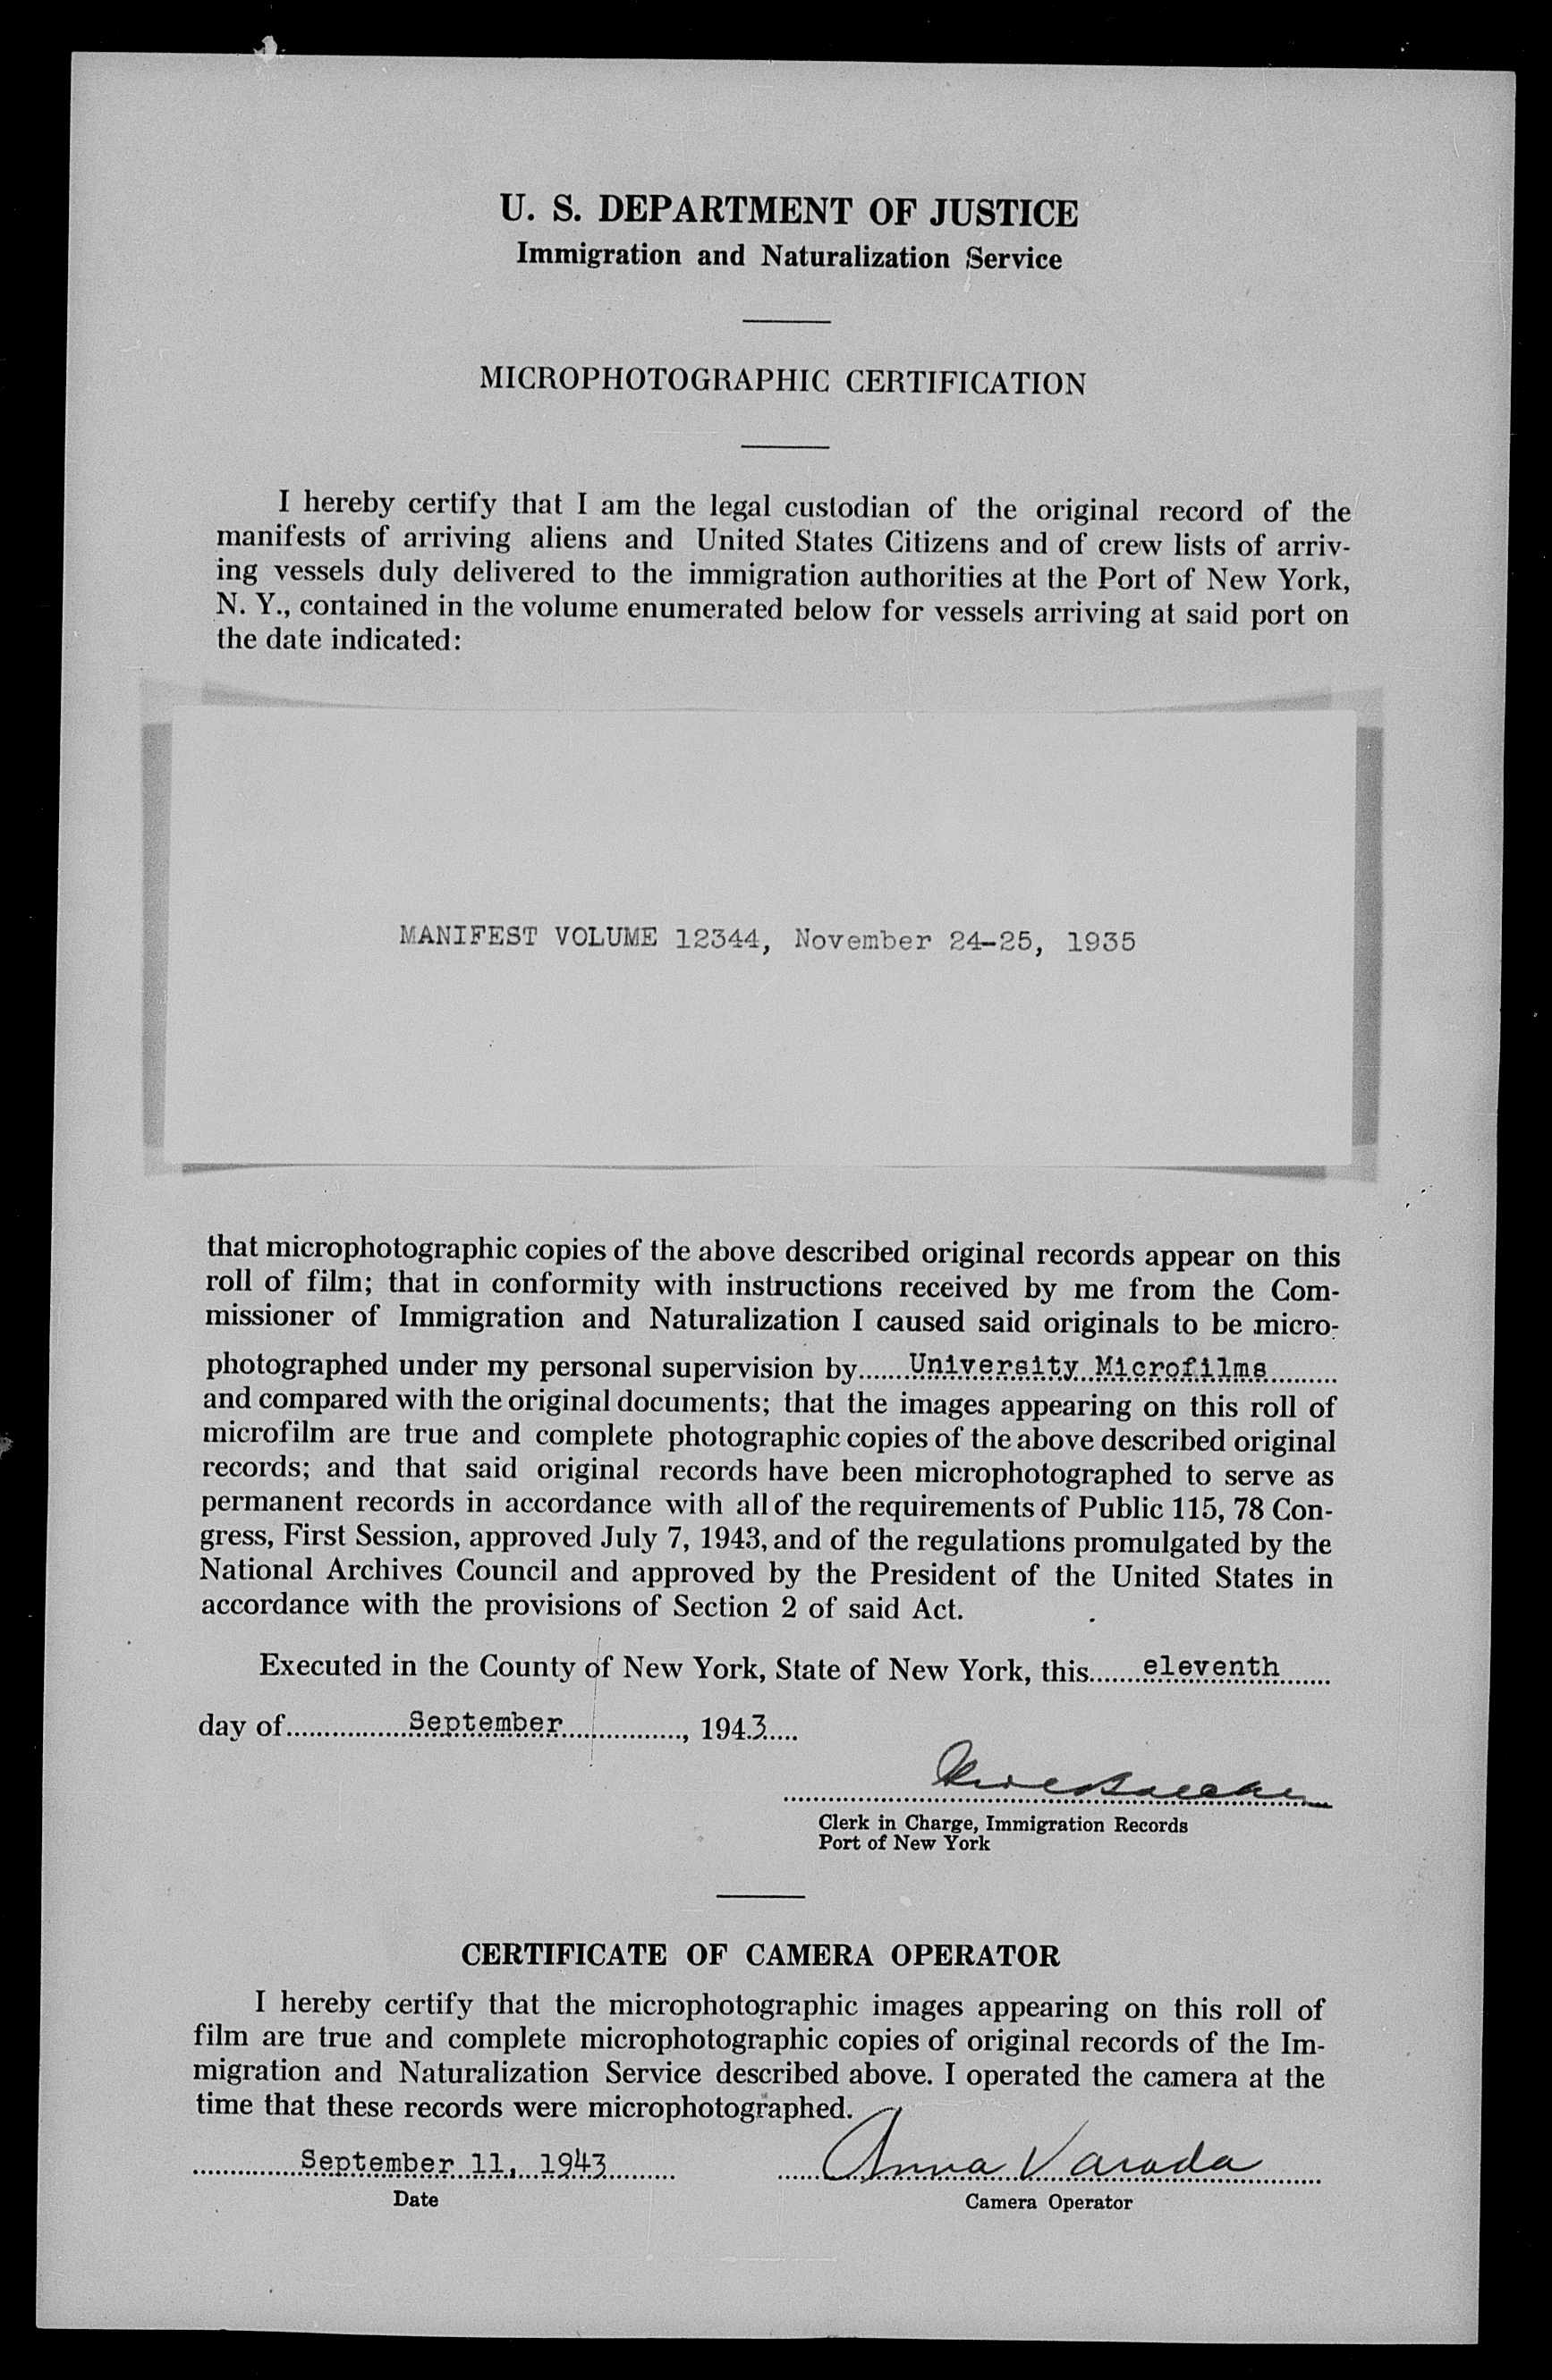 U. S. DEPARTMENT OF JUSTICE
Immigration and Naturalization Service
MICROPHOTOGRAPHIC CERTIFICATION
I hereby certify that I am the legal custodian of the original record of the
manifests of arriving aliens and United States Citizens and of crew lists of arriv-
ing vessels duly delivered to the immigration authorities at the Port of New York,
N. Y., contained in the volume enumerated below for vessels arriving at said port on
the date indicated:
MANIFEST VOLUME 12344, November 24-25, 1935
that microphotographic copies of the above described original records appear on this
roll of film; that in conformity with instructions received by me from the Com-
missioner of Immigration and Naturalization I caused said originals to be micro-
photographed under my personal supervision by......University Microfilms.........
and compared with the original documents; that the images appearing on this roll of
microfilm are true and complete photographic copies of the above described original
records; and that said original records have been microphotographed to serve as
permanent records in accordance with all of the requirements of Public 115, 78 Con-
gress, First Session, approved July 7, 1943, and of the regulations promulgated by the
National Archives Council and approved by the President of the United States in
accordance with the provisions of Section 2 of said Act.
Executed in the County of New York, State of New York, this.......eleventh......
day of................September................, 1943.....
Clerk in Charge, Immigration Records
Port of New York
CERTIFICATE OF CAMERA OPERATOR
I hereby certify that the microphotographic images appearing on this roll of
film are true and complete microphotographic copies of original records of the Im-
migration and Naturalization Service described above. I operated the camera at the
time that these records were microphotographed.
September 11, 1943 Anna Varada
Date Camera Operator